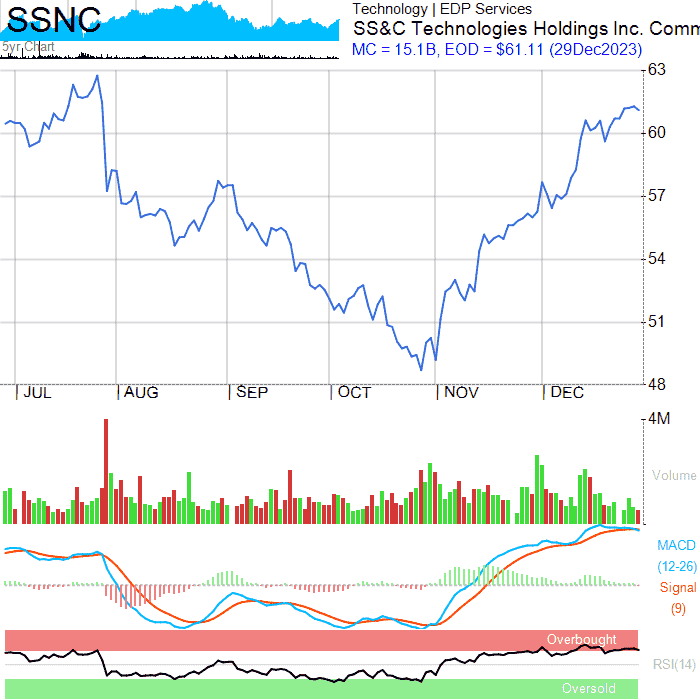 SSNC
Technology | EDP Services
SS&C Technologies Holdings Inc. Comm
MC = 15.1B, EOD = $61.11 (29Dec2023)
5yr Chart
63
60
57
54
51
48
JUL
AUG
SEP
OCT
NOV
DEC
4M
Volume
MACD
(12-26)
Signal
(9)
Overbought
RSI(14)
Oversold